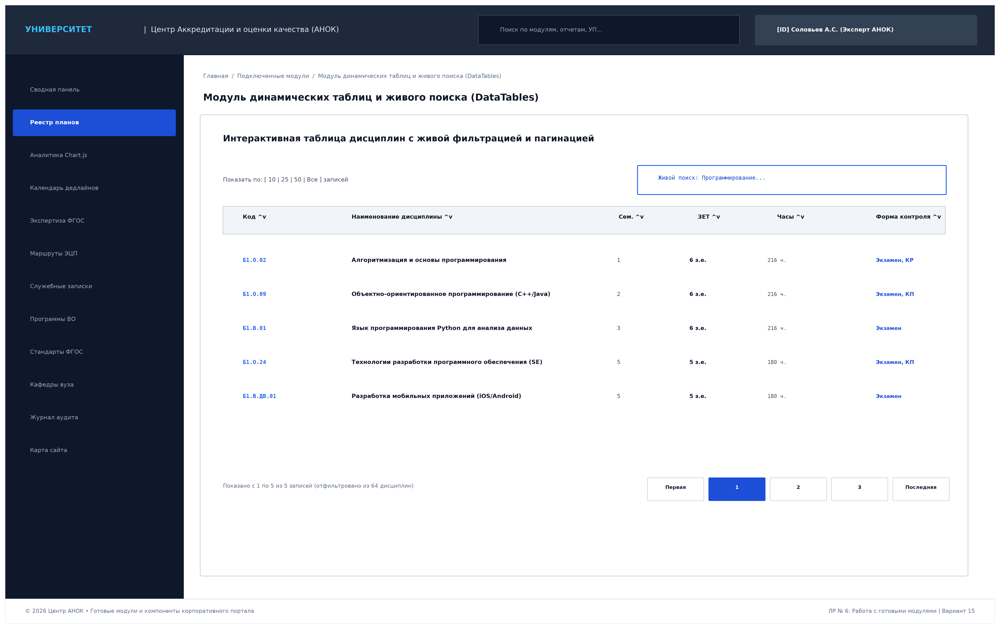 УНИВЕРСИТЕТ | Центр Аккредитации и оценки качества (АНОК) Поиск по модулям, отчетам, УП... [ID] Соловьев А.С. (Эксперт АНОК)
Сводная панель
Реестр планов
Аналитика Chart.js
Календарь дедлайнов
Экспертиза ФГОС
Маршруты ЭЦП
Служебные записки
Программы ВО
Стандарты ФГОС
Кафедры вуза
Журнал аудита
Карта сайта
Главная / Подключенные модули / Модуль динамических таблиц и живого поиска (DataTables)
Модуль динамических таблиц и живого поиска (DataTables)
Интерактивная таблица дисциплин с живой фильтрацией и пагинацией
Показать по: [ 10 | 25 | 50 | Все ] записей Живой поиск: Программирование...
Код ^v Наименование дисциплины ^v Сем. ^v ЗЕТ ^v Часы ^v Форма контроля ^v
Б1.О.02 Алгоритмизация и основы программирования 1 6 з.е. 216 ч. Экзамен, КР
Б1.О.09 Объектно-ориентированное программирование (C++/Java) 2 6 з.е. 216 ч. Экзамен, КП
Б1.В.01 Язык программирования Python для анализа данных 3 6 з.е. 216 ч. Экзамен
Б1.О.24 Технологии разработки программного обеспечения (SE) 5 5 з.е. 180 ч. Экзамен, КП
Б1.В.ДВ.01 Разработка мобильных приложений (iOS/Android) 5 5 з.е. 180 ч. Экзамен
Показано с 1 по 5 из 5 записей (отфильтровано из 64 дисциплин) Первая 1 2 3 Последняя
© 2026 Центр АНОК • Готовые модули и компоненты корпоративного портала ЛР № 6: Работа с готовыми модулями | Вариант 15